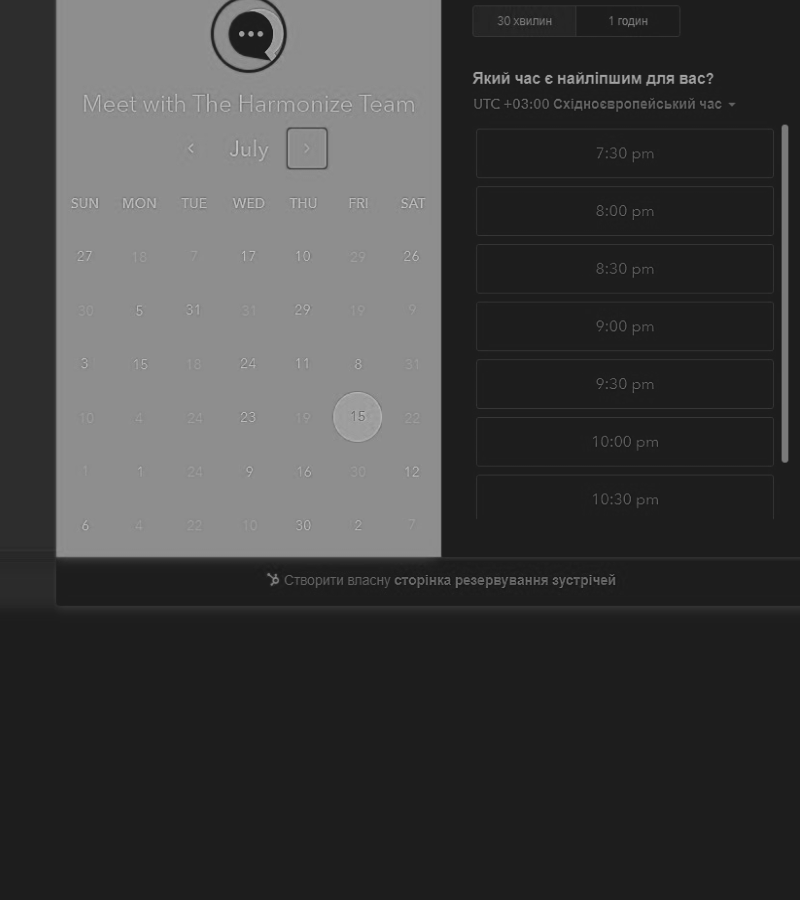 Meet with The Harmonize Team
July
SUN MON TUE WED THU FRI SAT
27 18 7 17 10 29 26
30 5 31 31 29 19 9
3 15 18 24 11 8 31
10 4 24 23 19 15 22
1 1 24 9 16 30 12
6 4 22 10 30 2 7
30 хвилин 1 годин
Який час є найліпшим для вас?
UTC +03:00 Східноєвропейський час
7:30 pm
8:00 pm
8:30 pm
9:00 pm
9:30 pm
10:00 pm
10:30 pm
Створити власну сторінка резервування зустрічей